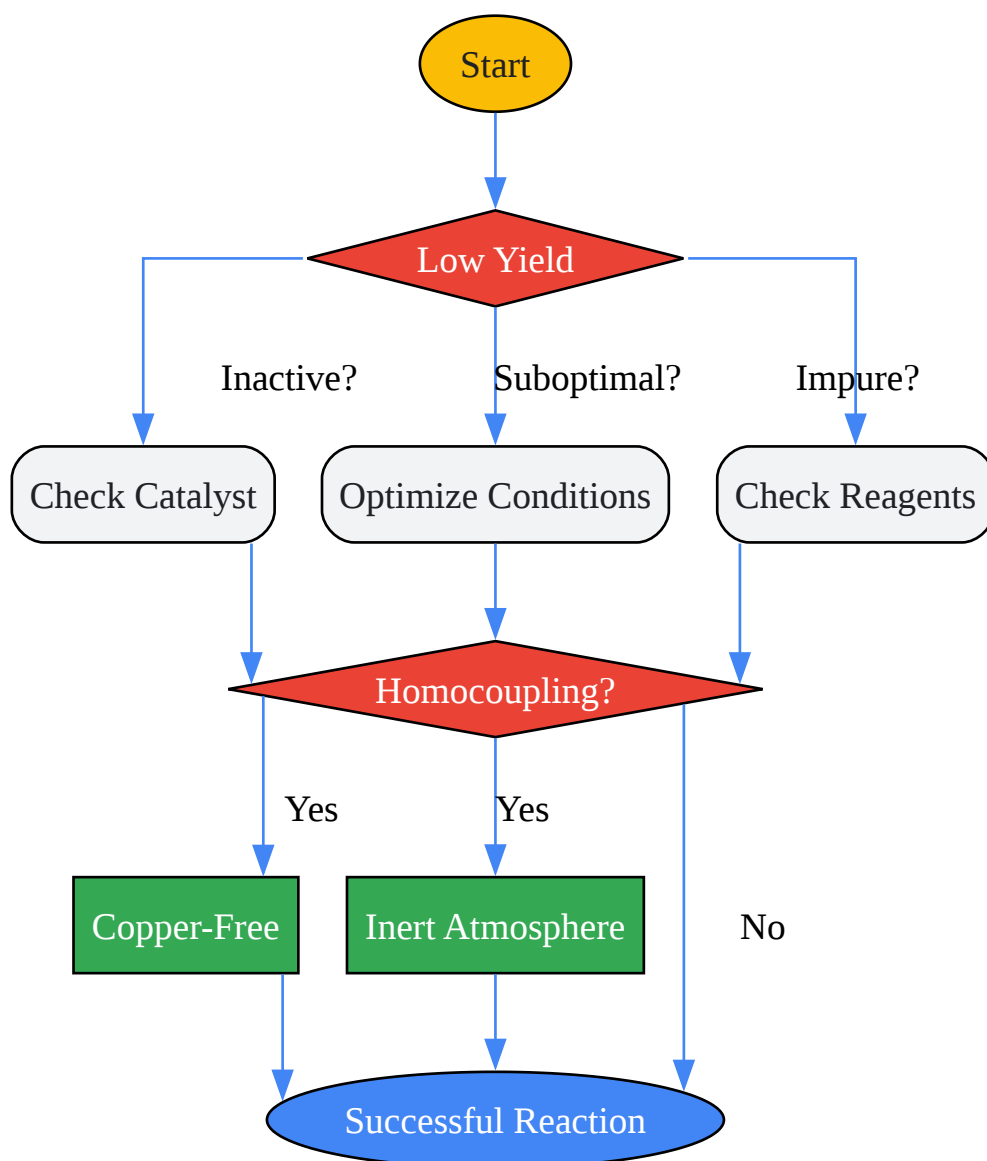 Start
Low Yield
Inactive?
Suboptimal?
Impure?
Check Catalyst
Optimize Conditions
Check Reagents
Homocoupling?
Yes
Yes
Copper-Free
Inert Atmosphere
No
Successful Reaction